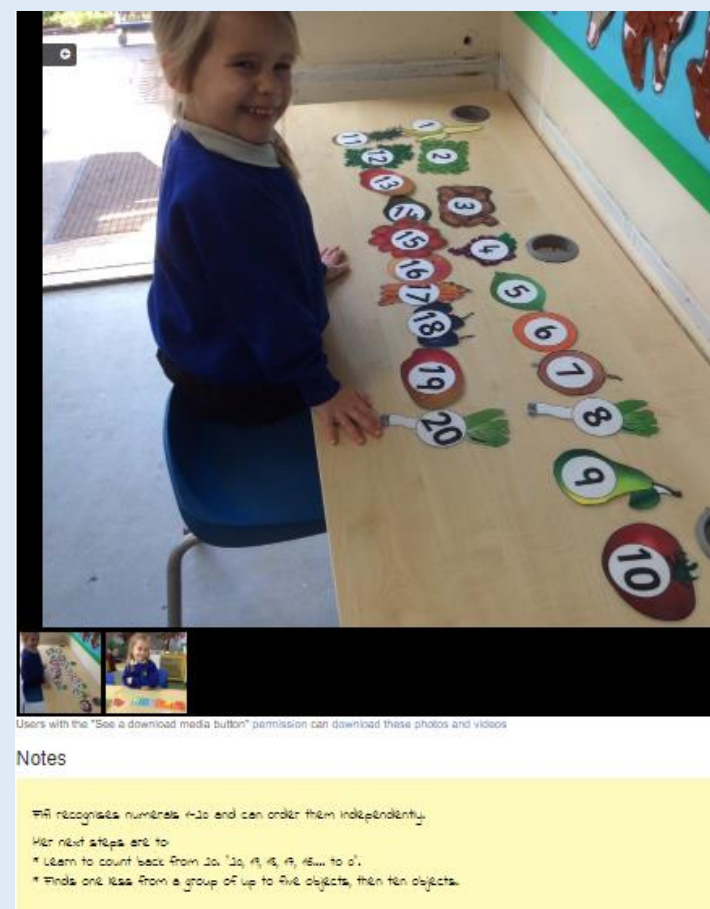 11 1
12 2
13 3
14
15 4
16 5
17
18 6
19 7
20 8
9
10
Users with the "See a download media button" permission can download these photos and videos
Notes
Fifi recognises numerals 1-20 and can order them independently.
Her next steps are to:
* Learn to count back from 20. "20, 19, 18, 17, 16.... to 0".
* Finds one less from a group of up to five objects, then ten objects.